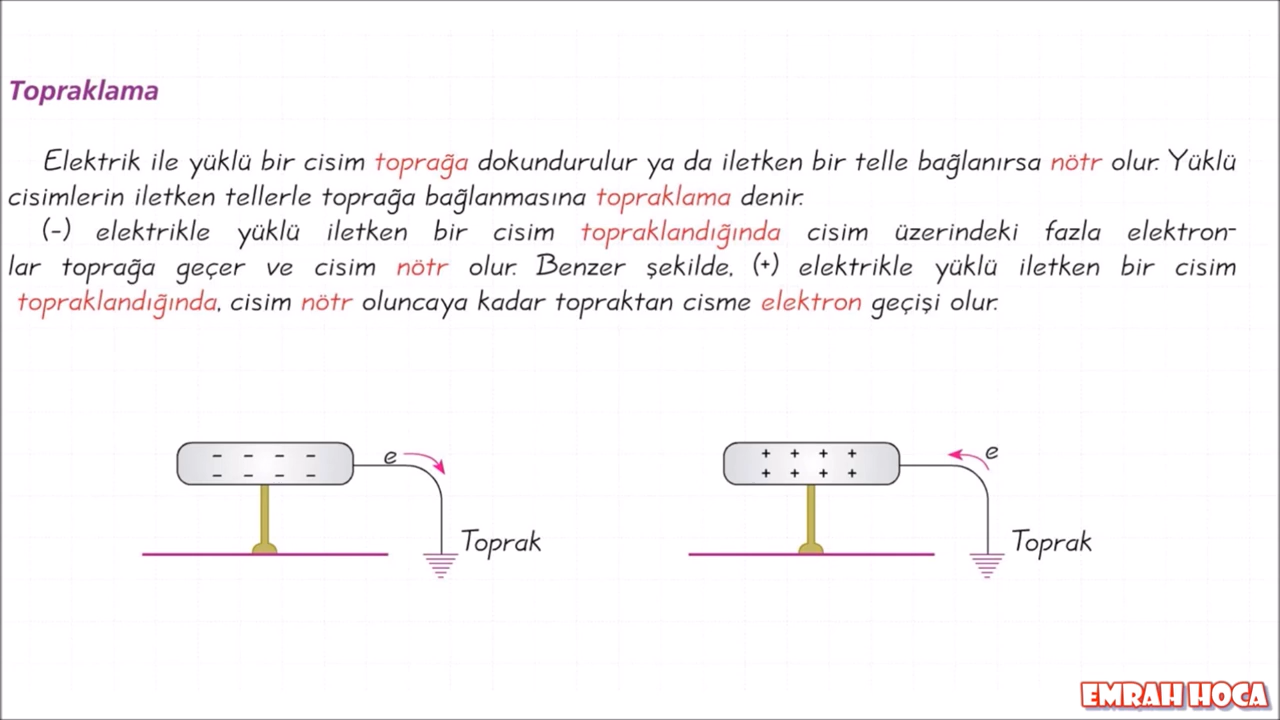 Topraklama
Elektrik ile yüklü bir cisim toprağa dokundurulur ya da iletken bir telle bağlanırsa nötr olur. Yüklü
cisimlerin iletken tellerle toprağa bağlanmasına topraklama denir.
(-) elektrikle yüklü iletken bir cisim topraklandığında cisim üzerindeki fazla elektron-
lar toprağa geçer ve cisim nötr olur. Benzer şekilde, (+) elektrikle yüklü iletken bir cisim
topraklandığında, cisim nötr oluncaya kadar topraktan cisme elektron geçişi olur.
- - - - e
- - - -
Toprak
+ + + + e
+ + + +
Toprak
EMRAH HOCA